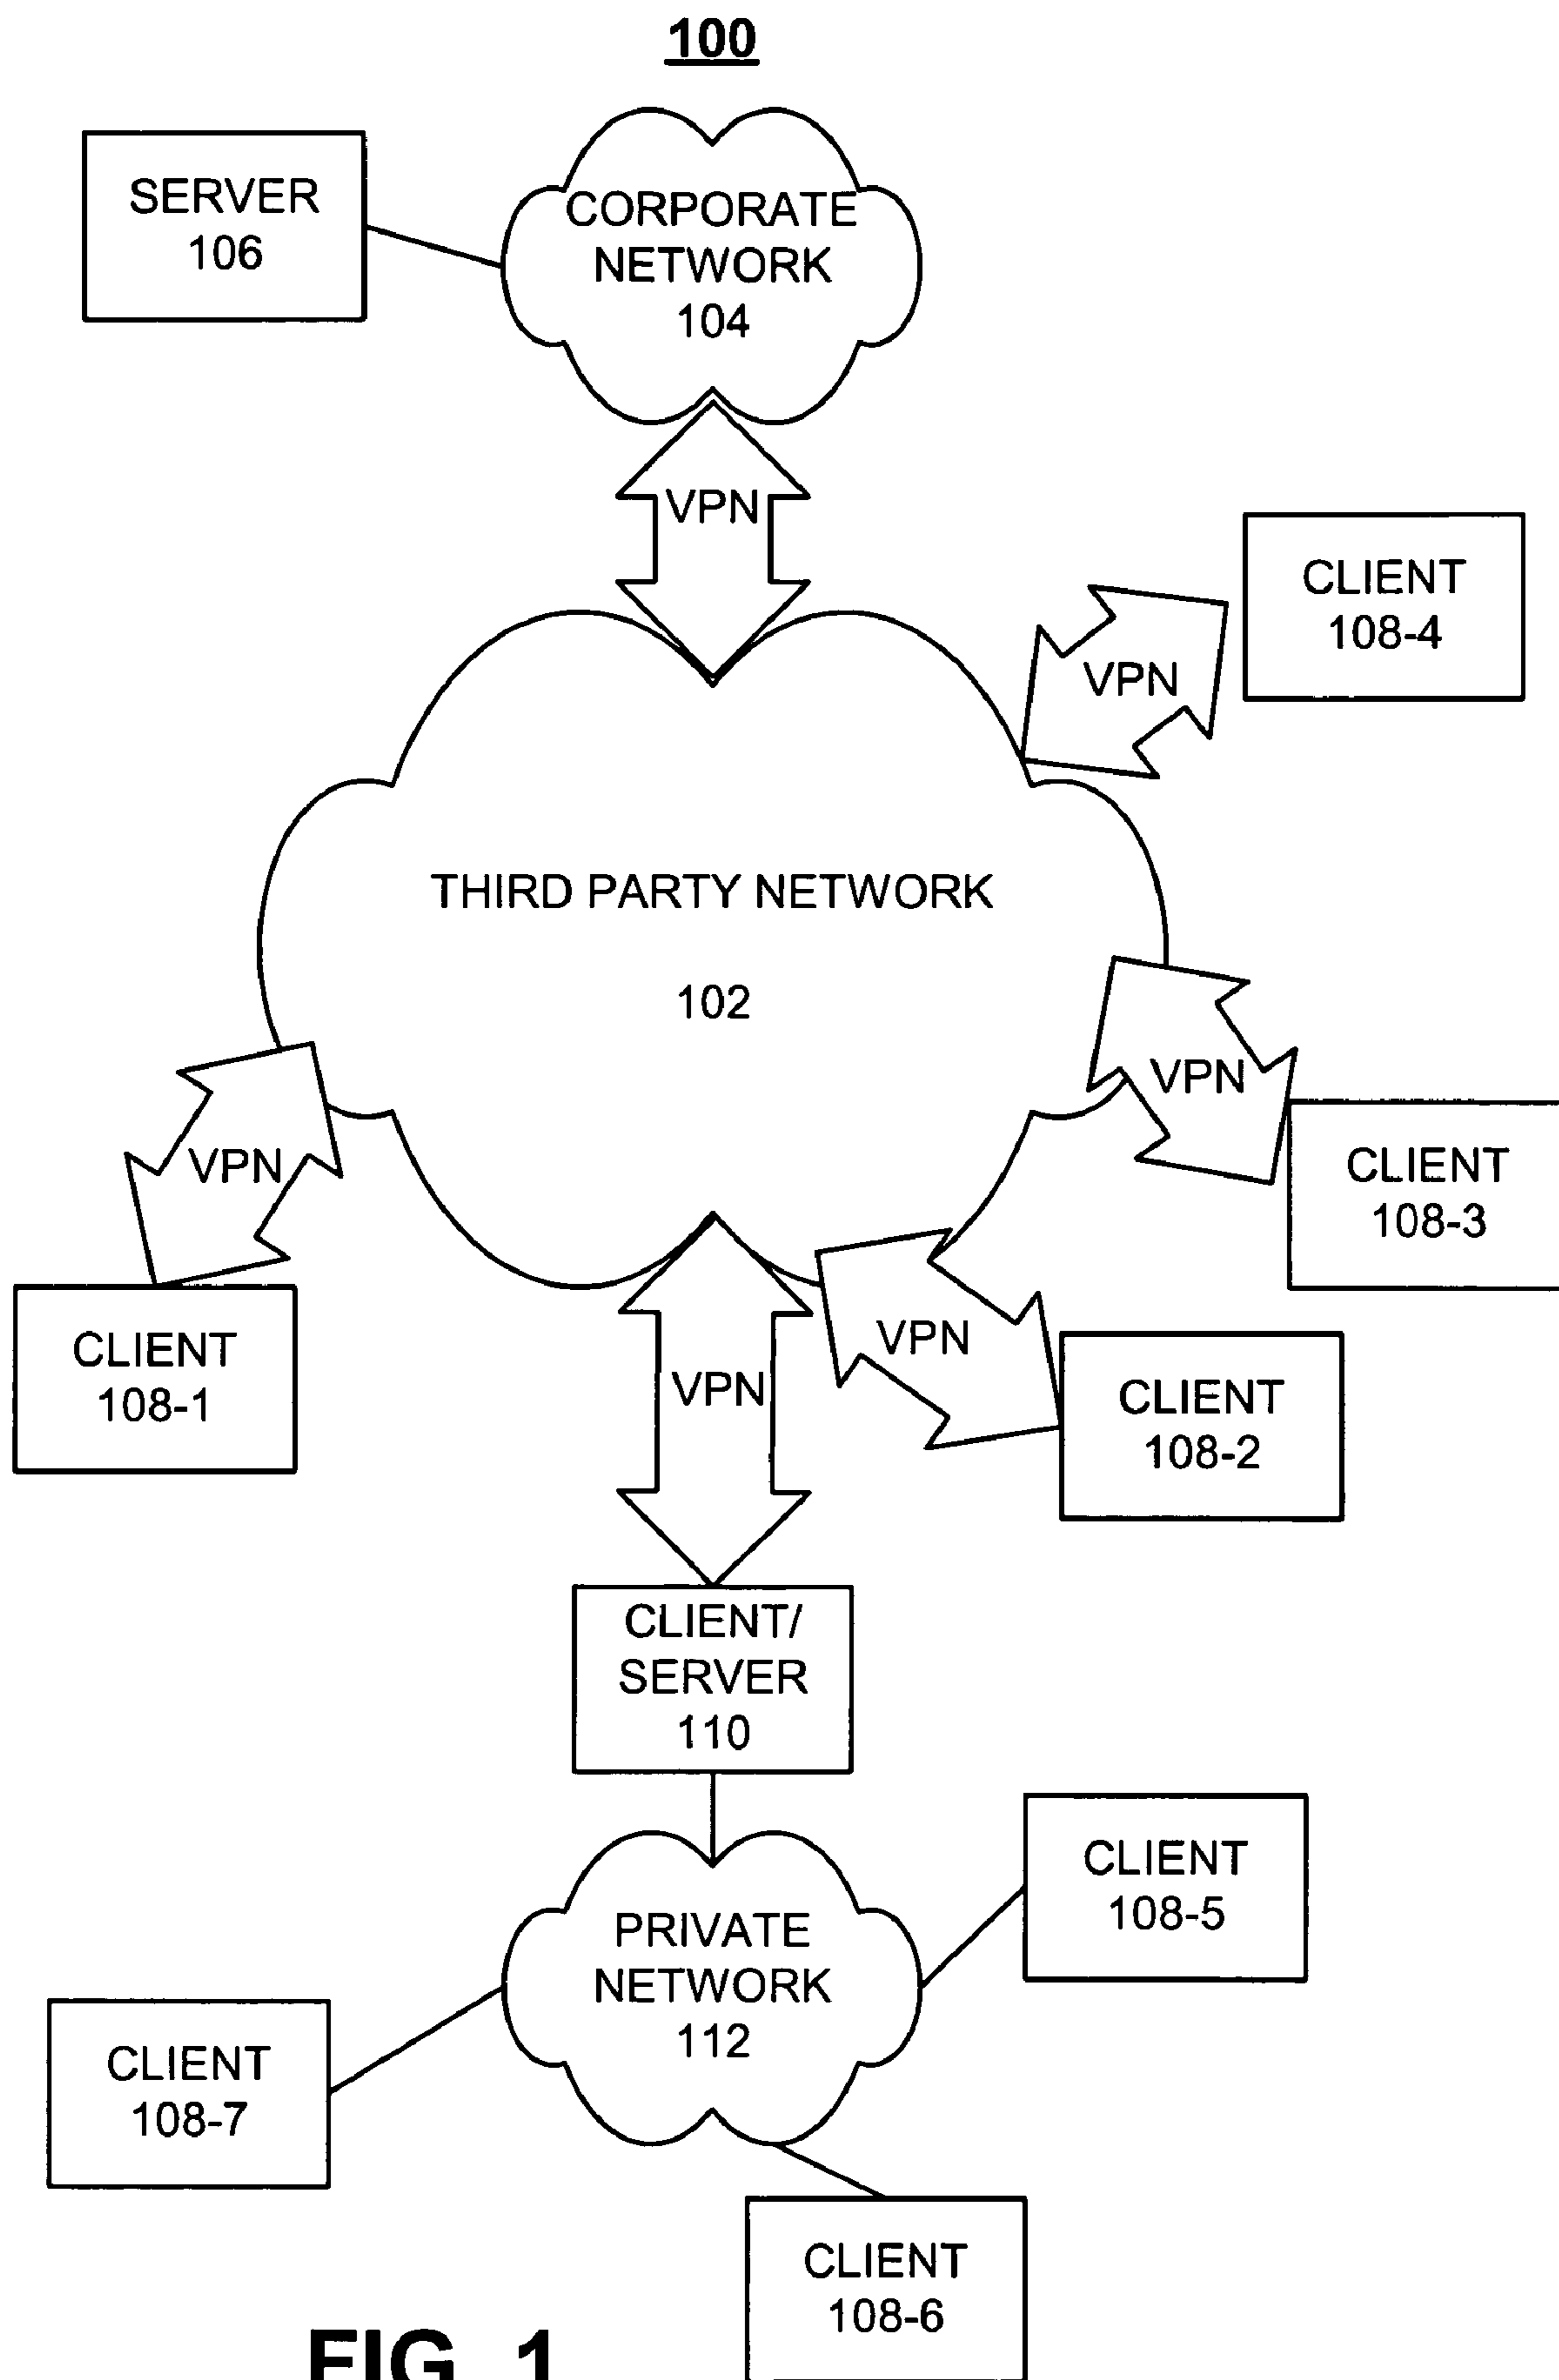 100
SERVER
106
CORPORATE
NETWORK
104
VPN
CLIENT
108-4
VPN
THIRD PARTY NETWORK
102
VPN
CLIENT
108-3
VPN
CLIENT
108-1
VPN
CLIENT
108-2
VPN
CLIENT/
SERVER
110
CLIENT
108-5
PRIVATE
NETWORK
112
CLIENT
108-7
CLIENT
108-6
FIG. 1